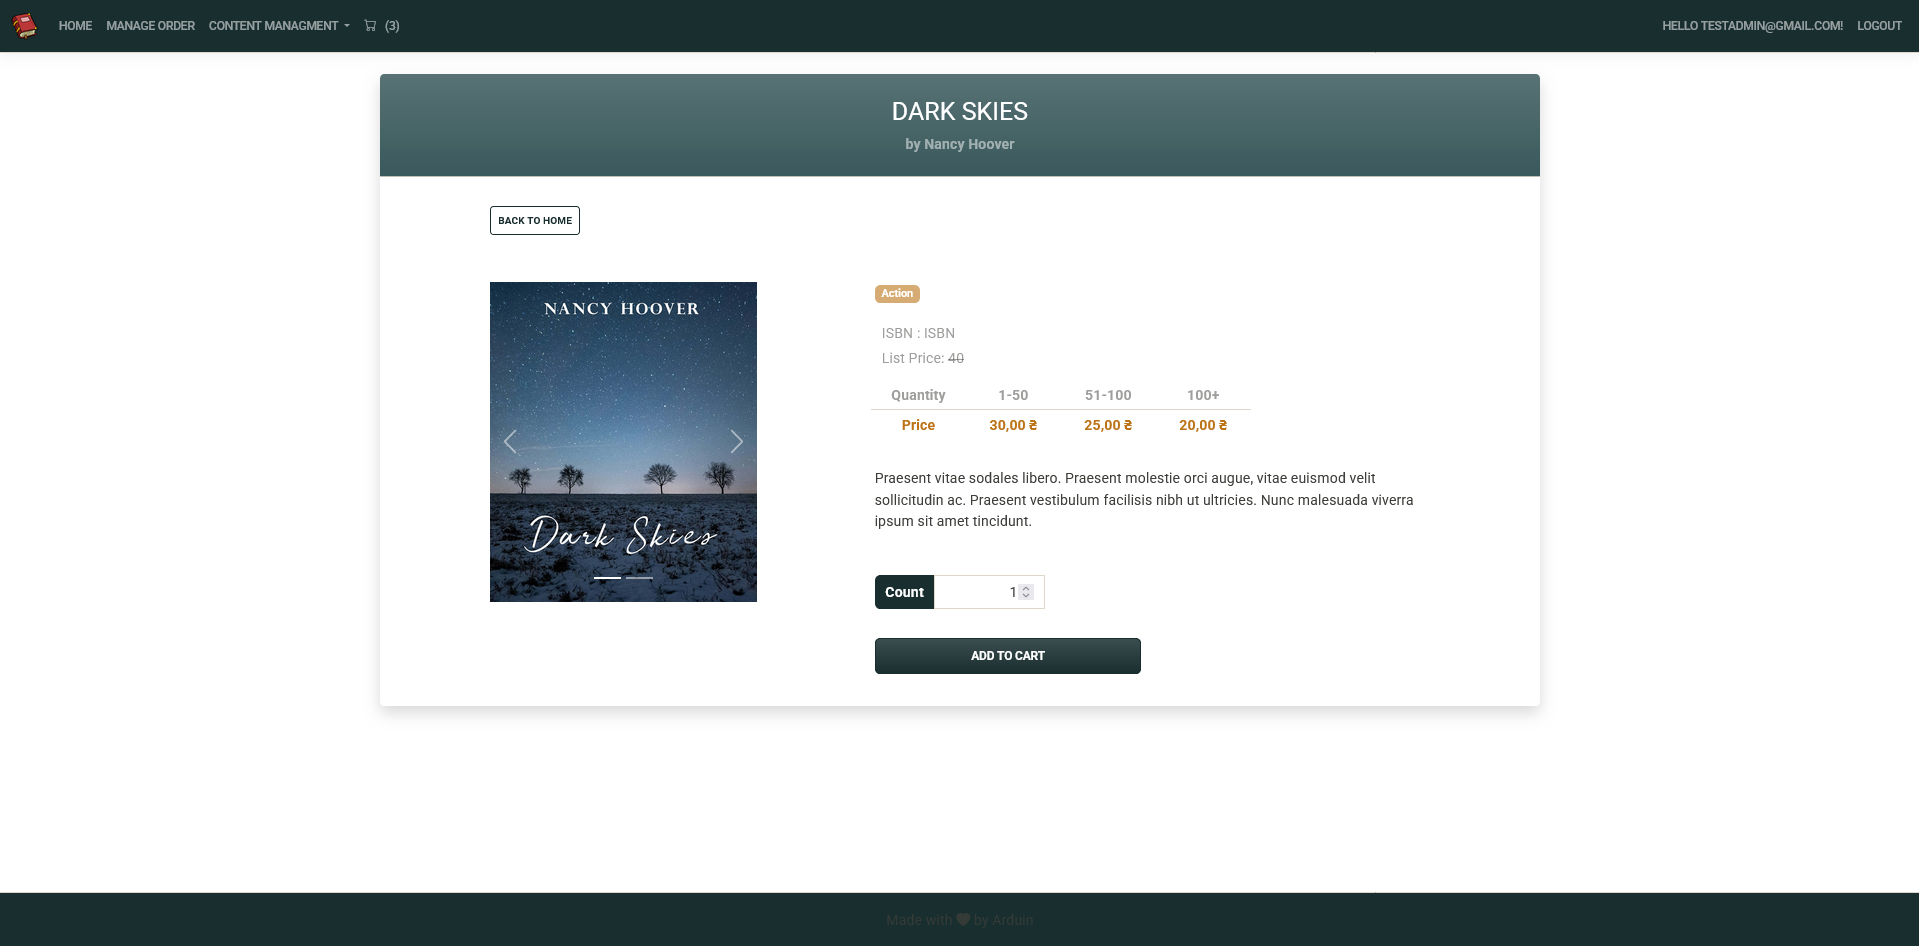 HOME MANAGE ORDER CONTENT MANAGMENT (3) HELLO TESTADMIN@GMAIL.COM! LOGOUT
DARK SKIES
by Nancy Hoover
BACK TO HOME
NANCY HOOVER
Dark Skies
Action
ISBN : ISBN
List Price: 40
Quantity 1-50 51-100 100+
Price 30,00 ₴ 25,00 ₴ 20,00 ₴
Praesent vitae sodales libero. Praesent molestie orci augue, vitae euismod velit
sollicitudin ac. Praesent vestibulum facilisis nibh ut ultricies. Nunc malesuada viverra
ipsum sit amet tincidunt.
Count 1
ADD TO CART
Made with ♥ by Arduin